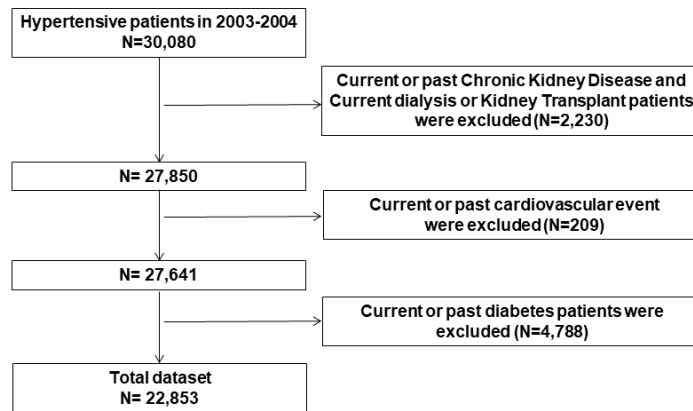 Hypertensive patients in 2003-2004
N=30,080
Current or past Chronic Kidney Disease and
Current dialysis or Kidney Transplant patients
were excluded (N=2,230)
N= 27,850
Current or past cardiovascular event
were excluded (N=209)
N= 27,641
Current or past diabetes patients were
excluded (N=4,788)
Total dataset
N= 22,853